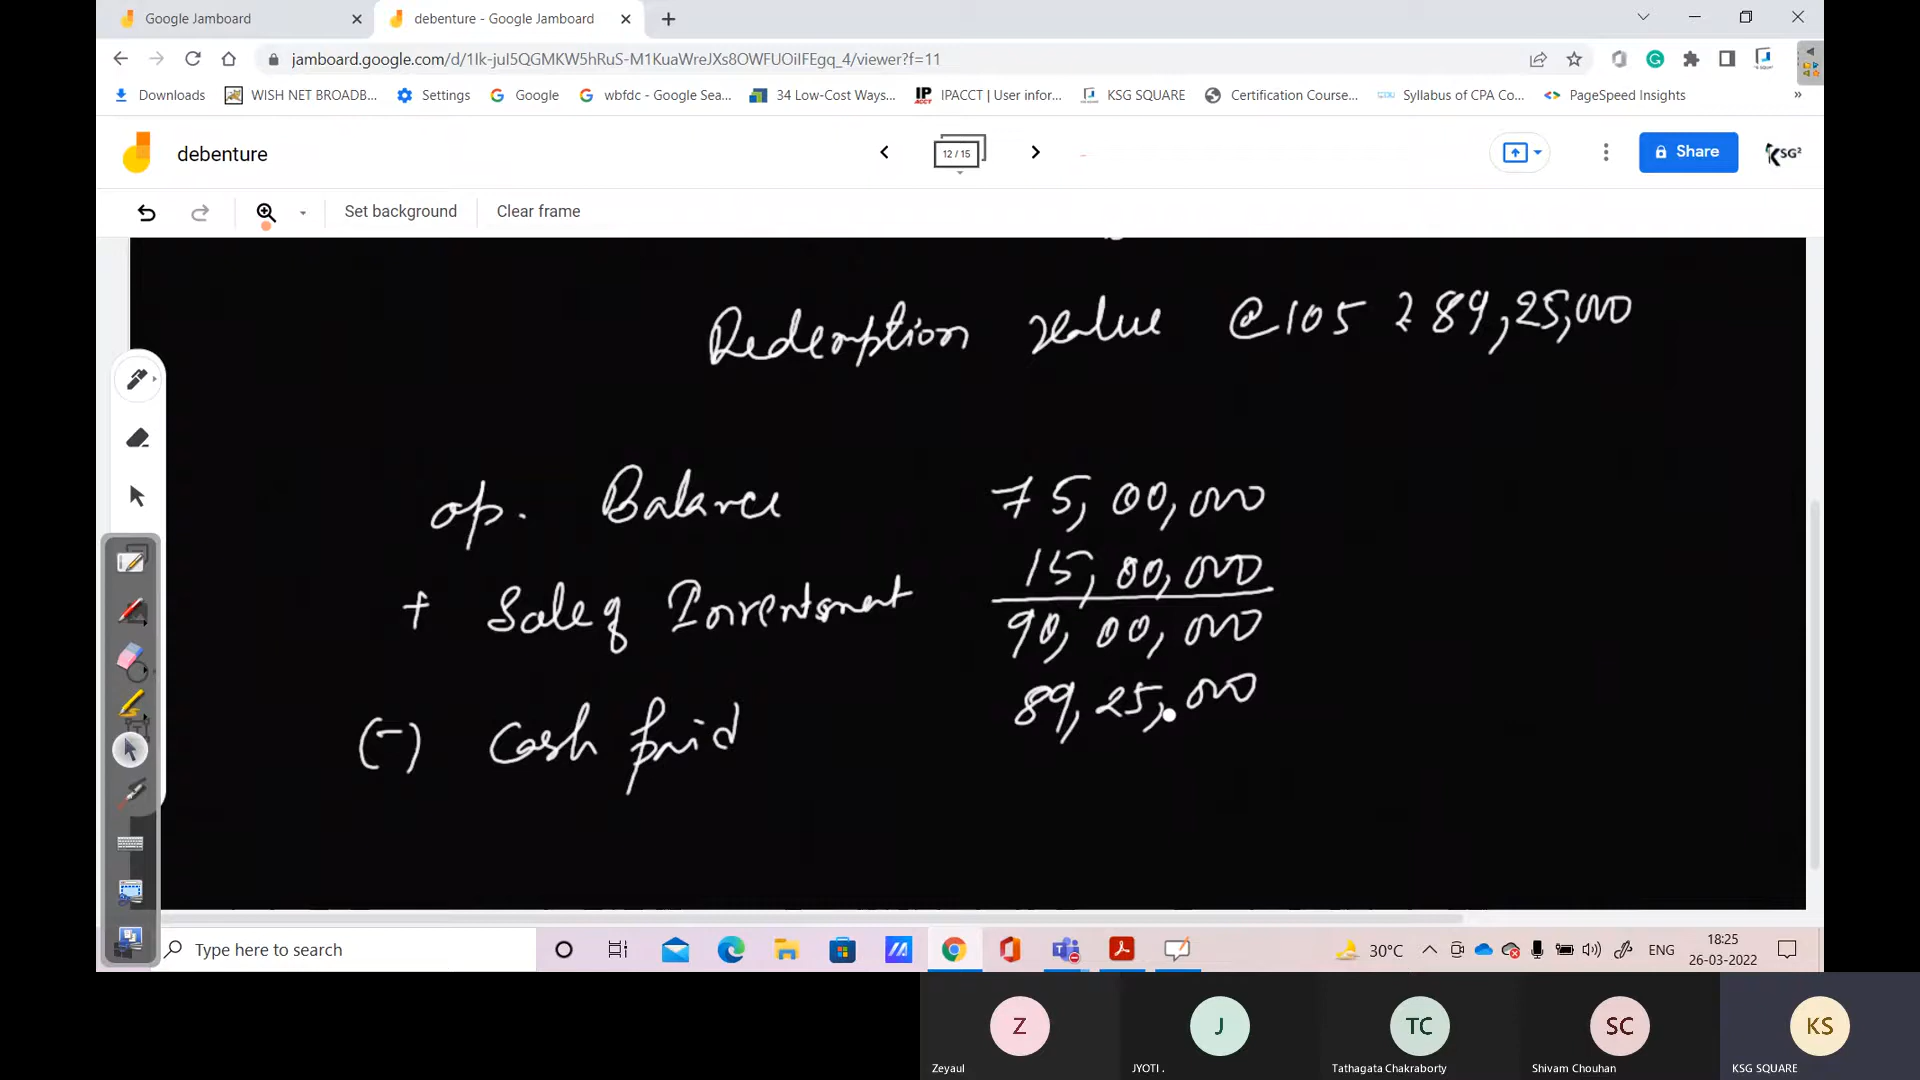 Google Jamboard
debenture - Google Jamboard
jamboard.google.com/d/1Ik-juI5QGMKW5hRuS-M1KuaWreJXs8OWFUOiIFEgq_4/viewer?f=11
Downloads WISH NET BROADB... Settings Google wbfdc - Google Sea... 34 Low-Cost Ways... IPACCT | User infor... KSG SQUARE Certification Course... Syllabus of CPA Co... PageSpeed Insights »
debenture
12 / 15
Share
KSG²
Set background Clear frame
Redemption value @105 ₹ 89,25,000
op. Balance 75,00,000
+ Sale of Investment 15,00,000
90,00,000
(-) Cash paid 89,25,000
Type here to search
30°C
ENG
18:25
26-03-2022
Z J TC SC KS
Zeyaul JYOTI . Tathagata Chakraborty Shivam Chouhan KSG SQUARE